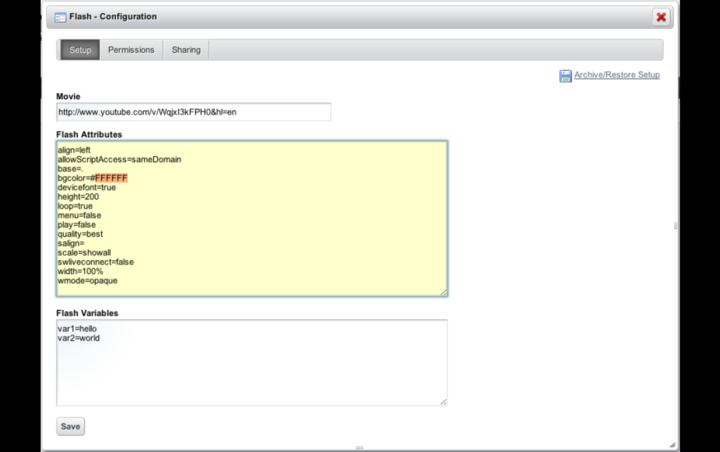 Flash - Configuration
Setup Permissions Sharing
Archive/Restore Setup
Movie
http://www.youtube.com/v/WqjxI3kFPH0&hl=en
Flash Attributes
align=left
allowScriptAccess=sameDomain
base=.
bgcolor=#FFFFFF
devicefont=true
height=200
loop=true
menu=false
play=false
quality=best
salign=
scale=showall
swliveconnect=false
width=100%
wmode=opaque
Flash Variables
var1=hello
var2=world
Save